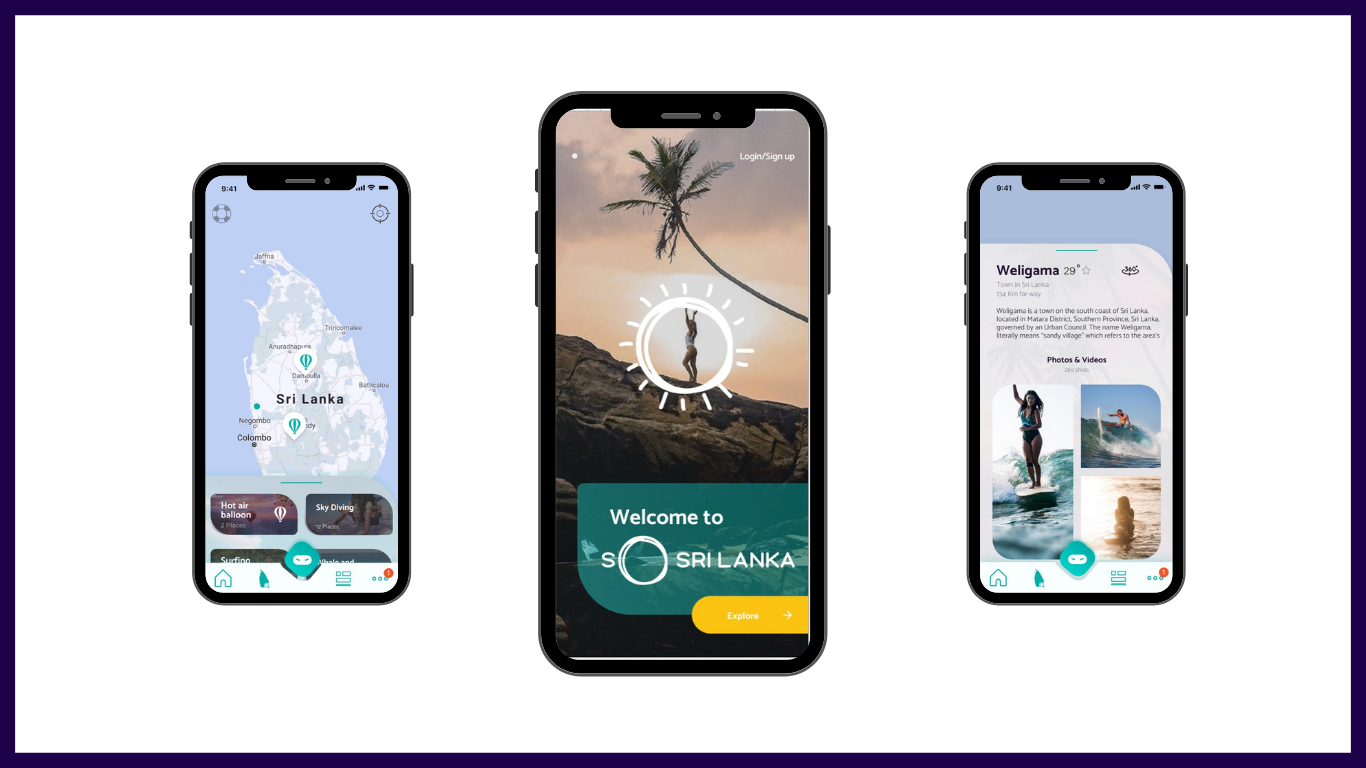 9:41
Jaffna
Trincomalee
Anuradhapura
Dambulla
Batticaloa
Sri Lanka
Negombo
dy
Colombo
Hot air
balloon
2 Places
Sky Diving
12 Places
Surfing
Whale and
1
Login/Sign up
Welcome to
SO SRI LANKA
Explore
9:41
Weligama 29°
360°
Town in Sri Lanka
134 Km far way
Weligama is a town on the south coast of Sri Lanka,
located in Matara District, Southern Province, Sri Lanka,
governed by an Urban Council. The name Weligama,
literally means "sandy village" which refers to the area's
Photos & Videos
shots
1